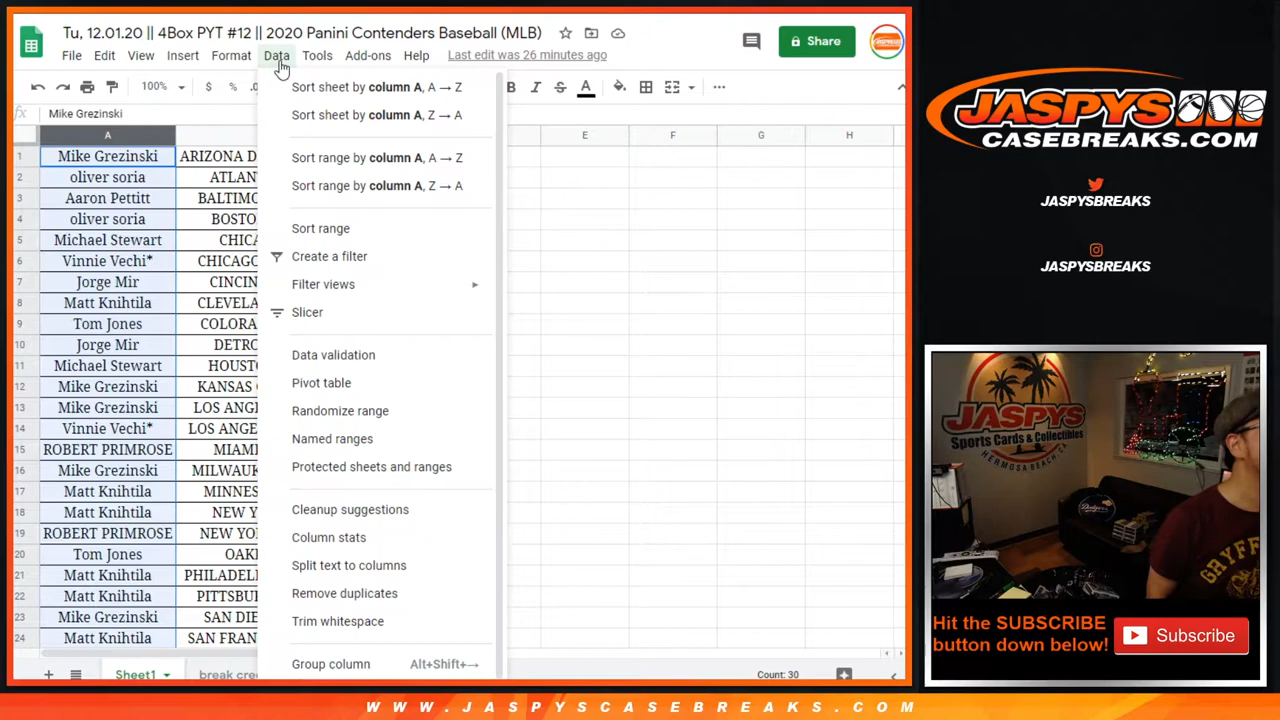 Tu, 12.01.20 || 4Box PYT #12 || 2020 Panini Contenders Baseball (MLB)
File Edit View Insert Format Data Tools Add-ons Help Last edit was 26 minutes ago
Share
100% $ % .0
B I S A
fx Mike Grezinski
A E F G H
1 Mike Grezinski ARIZONA D
2 oliver soria ATLAN
3 Aaron Pettitt BALTIMO
4 oliver soria BOSTO
5 Michael Stewart CHICA
6 Vinnie Vechi* CHICAGO
7 Jorge Mir CINCIN
8 Matt Knihtila CLEVELA
9 Tom Jones COLORA
10 Jorge Mir DETRO
11 Michael Stewart HOUST
12 Mike Grezinski KANSAS
13 Mike Grezinski LOS ANG
14 Vinnie Vechi* LOS ANGE
15 ROBERT PRIMROSE MIAM
16 Mike Grezinski MILWAUK
17 Matt Knihtila MINNES
18 Matt Knihtila NEW Y
19 ROBERT PRIMROSE NEW YO
20 Tom Jones OAK
21 Matt Knihtila PHILADEL
22 Matt Knihtila PITTSBU
23 Mike Grezinski SAN DIE
24 Matt Knihtila SAN FRAN
Sort sheet by column A, A → Z
Sort sheet by column A, Z → A
Sort range by column A, A → Z
Sort range by column A, Z → A
Sort range
Create a filter
Filter views
Slicer
Data validation
Pivot table
Randomize range
Named ranges
Protected sheets and ranges
Cleanup suggestions
Column stats
Split text to columns
Remove duplicates
Trim whitespace
Group column Alt+Shift+→
Sheet1 break cre
Count: 30
JASPYS
CASEBREAKS.COM
JASPYSBREAKS
JASPYSBREAKS
JASPYS
Sports Cards & Collectibles
HERMOSA BEACH, CA
Dodgers
GRYFF
Hit the SUBSCRIBE
button down below!
Subscribe
WWW.JASPYSCASEBREAKS.COM